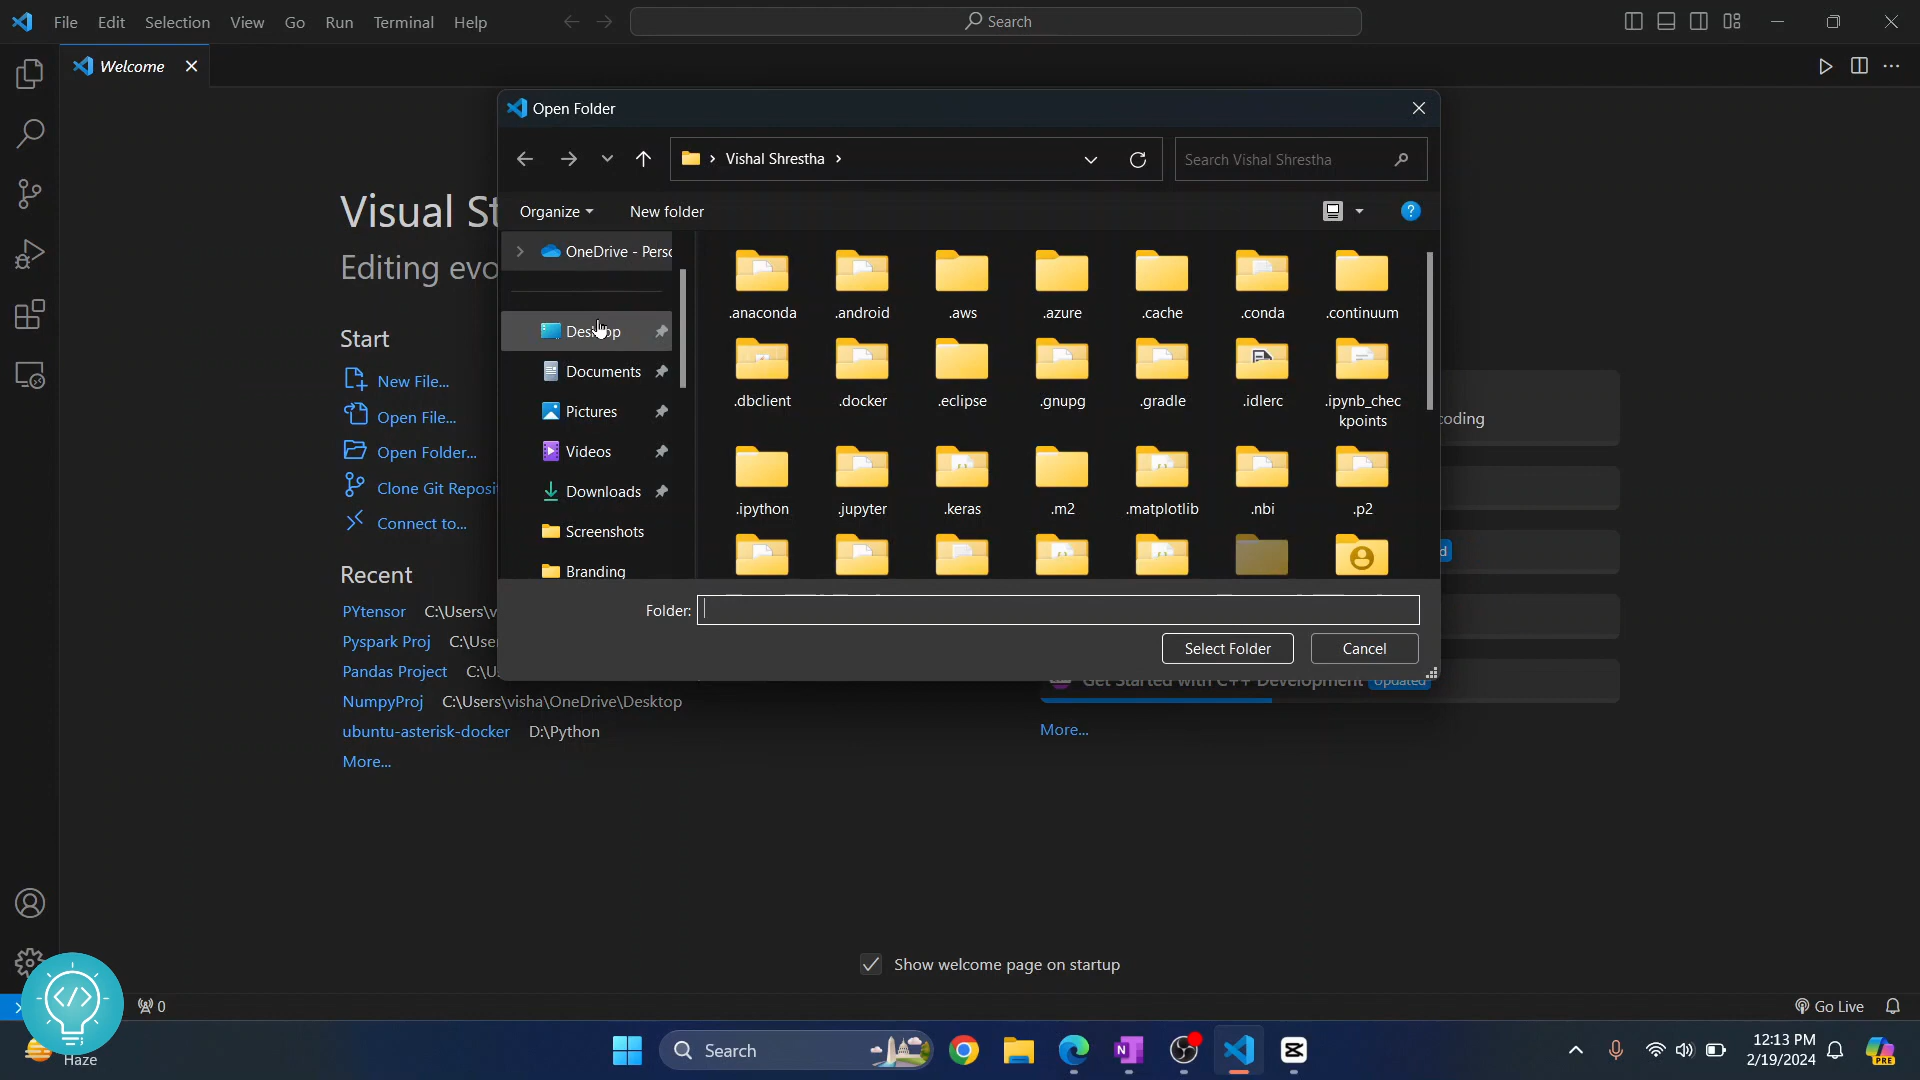 File Edit Selection View Go Run Terminal Help
Search
Welcome
Open Folder
Vishal Shrestha
Search Vishal Shrestha
Organize
New folder
OneDrive - Perso
Desktop
Documents
Pictures
Videos
Downloads
Screenshots
Branding
.anaconda .android .aws .azure .cache .conda .continuum
.dbclient .docker .eclipse .gnupg .gradle .idlerc .ipynb_chec
kpoints
.ipython .jupyter .keras .m2 .matplotlib .nbi .p2
Folder:
Select Folder
Cancel
Visual St
Editing evo
Start
New File...
Open File...
Open Folder...
Clone Git Reposi
Connect to...
Recent
PYtensor C:\Users\v
Pyspark Proj C:\Use
Pandas Project C:\U
NumpyProj C:\Users\visha\OneDrive\Desktop
ubuntu-asterisk-docker D:\Python
More...
coding
d
Get Started with C++ Development Updated
More...
Show welcome page on startup
0
Go Live
Haze
</>
Search
12:13 PM
2/19/2024
PRE